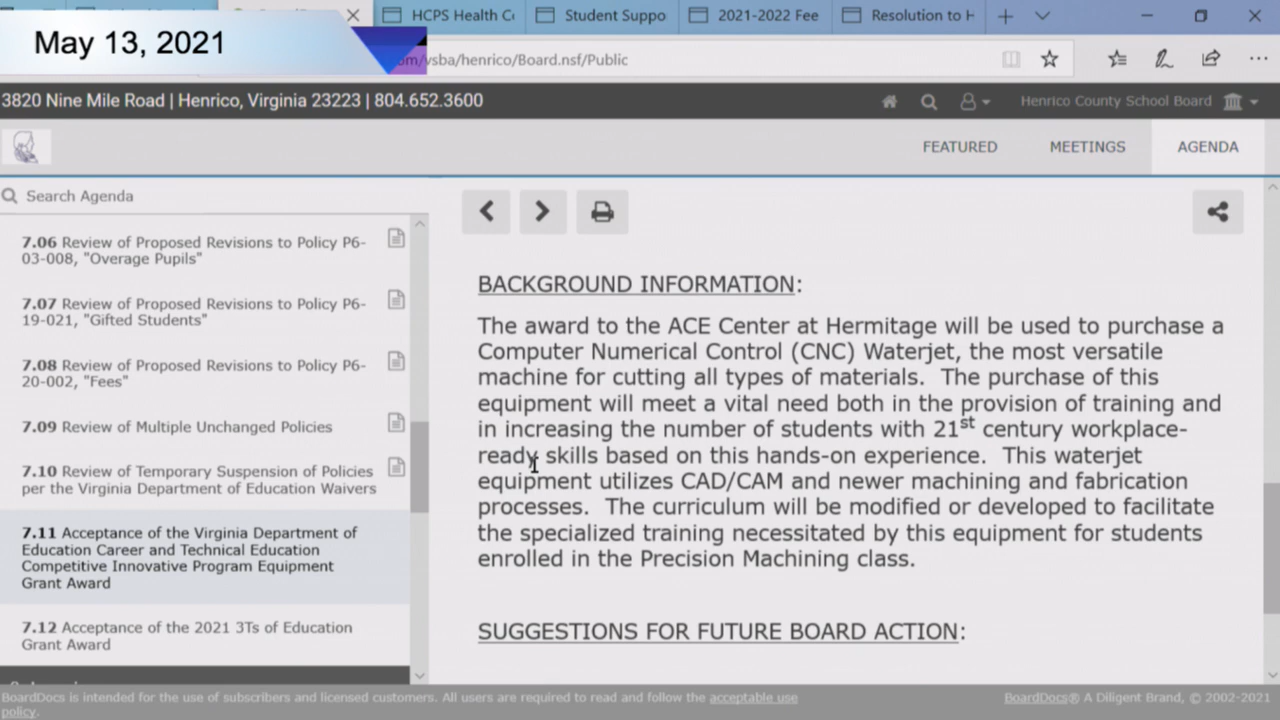 HCPS Health Co
Student Suppo
2021-2022 Fee
Resolution to H
May 13, 2021
om/vsba/henrico/Board.nsf/Public
3820 Nine Mile Road | Henrico, Virginia 23223 | 804.652.3600
Henrico County School Board
FEATURED
MEETINGS
AGENDA
Search Agenda
7.06 Review of Proposed Revisions to Policy P6-
03-008, "Overage Pupils"
7.07 Review of Proposed Revisions to Policy P6-
19-021, "Gifted Students"
7.08 Review of Proposed Revisions to Policy P6-
20-002, "Fees"
7.09 Review of Multiple Unchanged Policies
7.10 Review of Temporary Suspension of Policies
per the Virginia Department of Education Waivers
7.11 Acceptance of the Virginia Department of
Education Career and Technical Education
Competitive Innovative Program Equipment
Grant Award
7.12 Acceptance of the 2021 3Ts of Education
Grant Award
BACKGROUND INFORMATION:
The award to the ACE Center at Hermitage will be used to purchase a
Computer Numerical Control (CNC) Waterjet, the most versatile
machine for cutting all types of materials.  The purchase of this
equipment will meet a vital need both in the provision of training and
in increasing the number of students with 21st century workplace-
ready skills based on this hands-on experience.  This waterjet
equipment utilizes CAD/CAM and newer machining and fabrication
processes.  The curriculum will be modified or developed to facilitate
the specialized training necessitated by this equipment for students
enrolled in the Precision Machining class.
SUGGESTIONS FOR FUTURE BOARD ACTION:
BoardDocs is intended for the use of subscribers and licensed customers. All users are required to read and follow the acceptable use
policy.
BoardDocs® A Diligent Brand, © 2002-2021